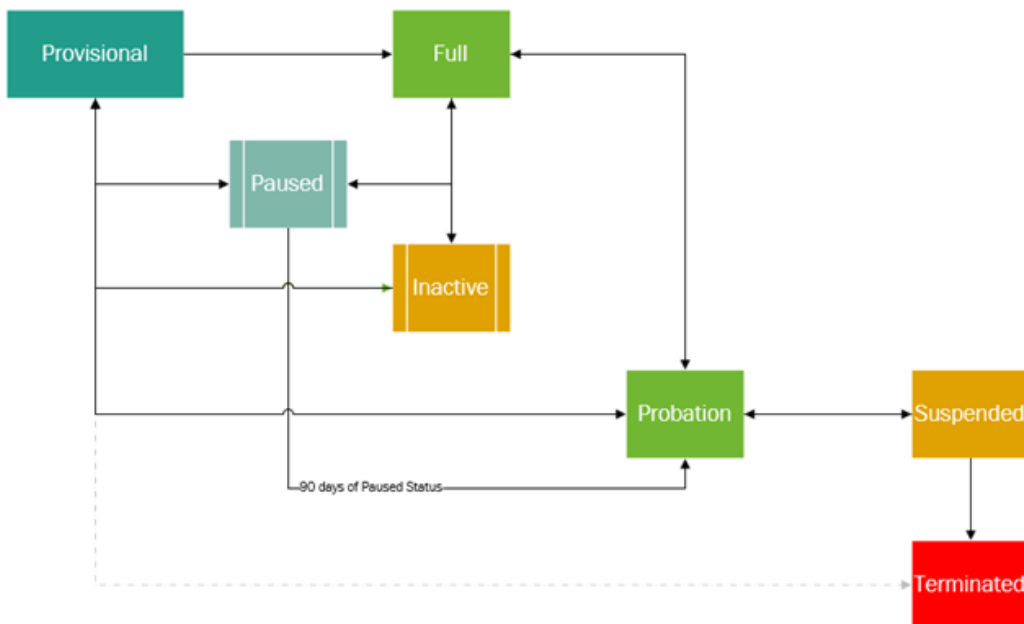 Provisional
Full
Paused
Inactive
Probation
Suspended
90 days of Paused Status
Terminated